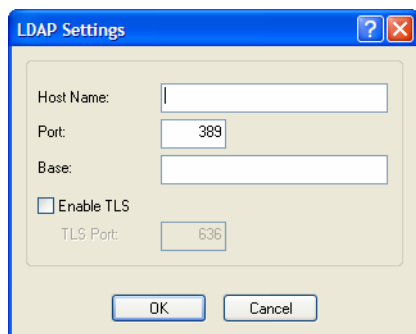 LDAP Settings
Host Name:
Port: 389
Base:
Enable TLS
TLS Port: 636
OK Cancel